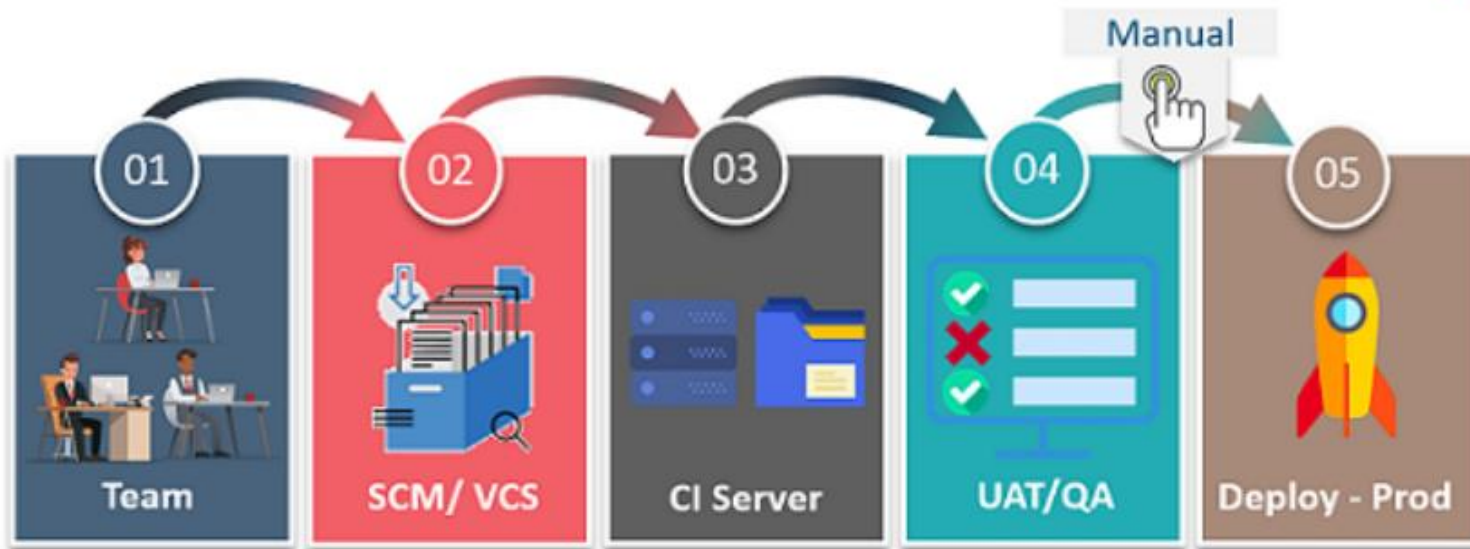 Manual
01
02
03
04
05
Team
SCM/ VCS
CI Server
UAT/QA
Deploy - Prod